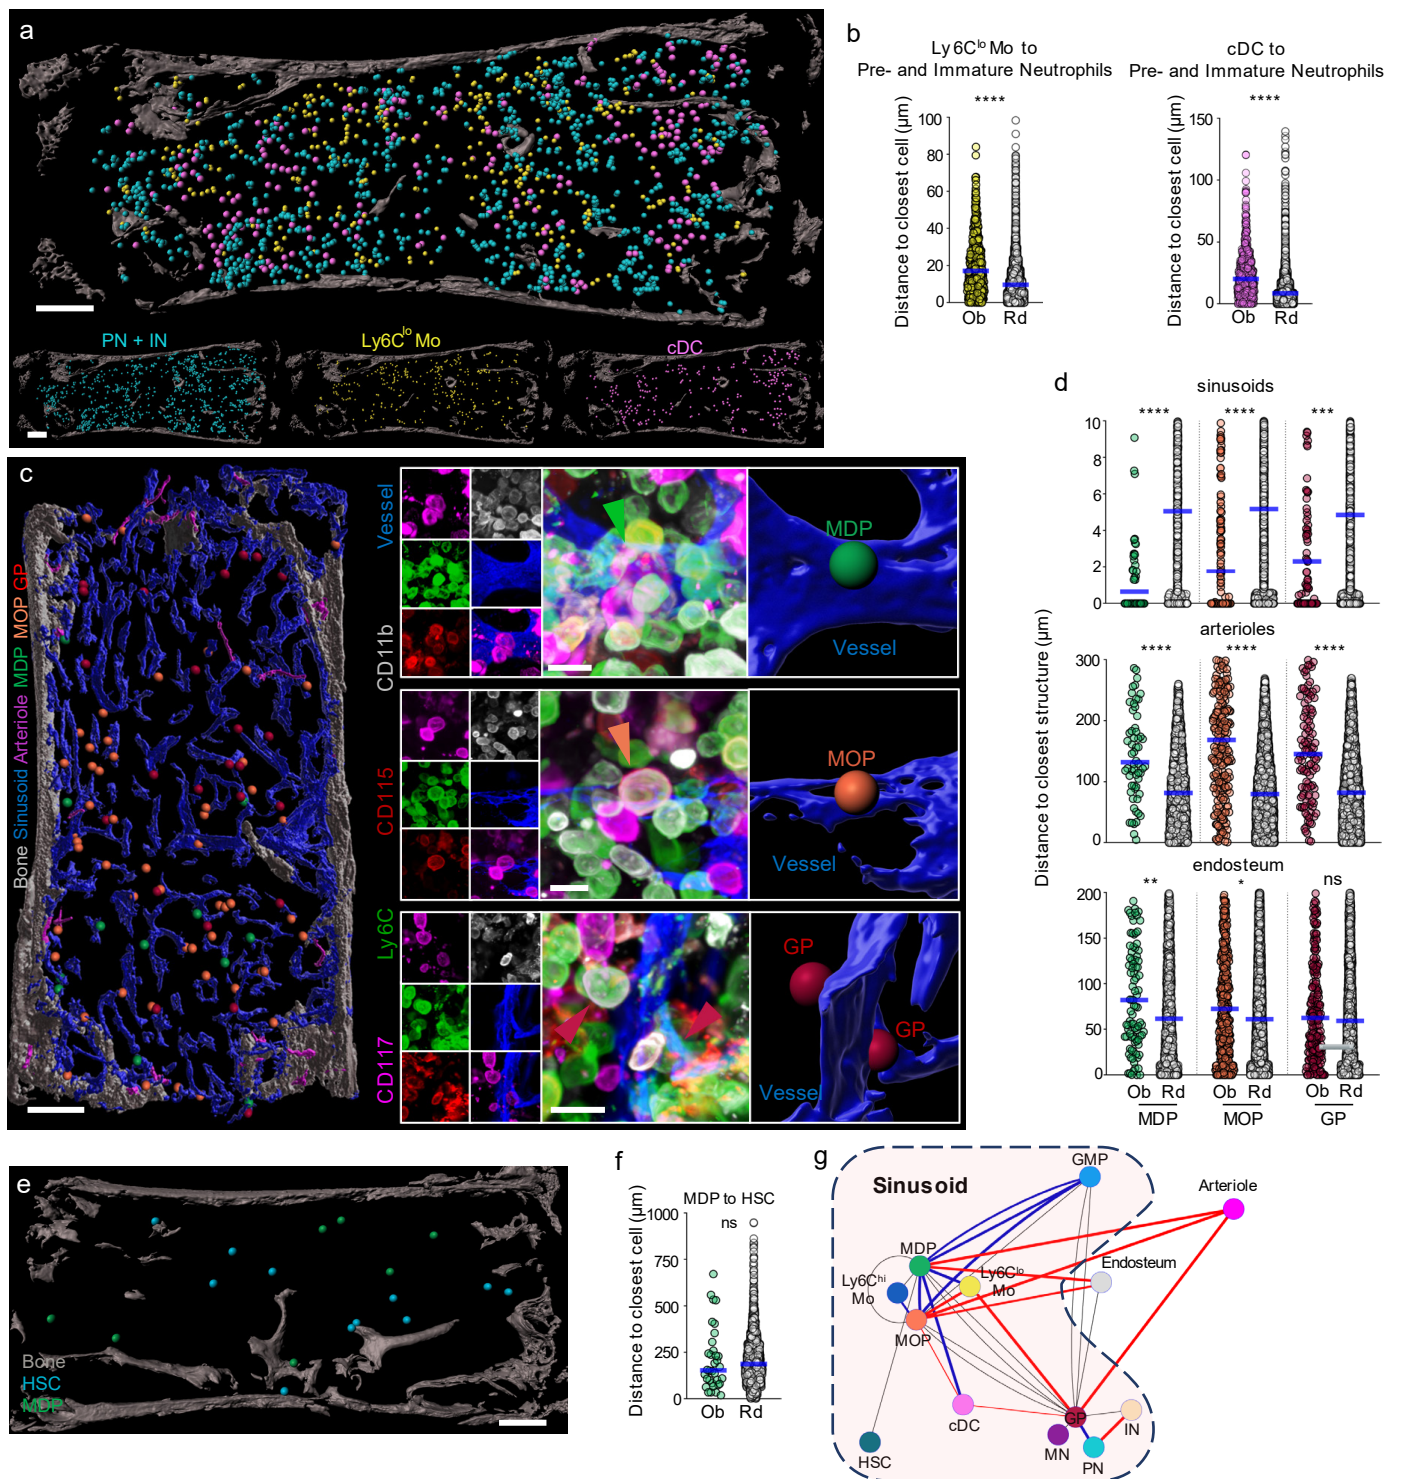 a
PN + IN
Ly6C^lo Mo
cDC
b
Ly6C^lo Mo to
Pre- and Immature Neutrophils
****
Distance to closest cell (µm)
100
80
60
40
20
0
Ob Rd
cDC to
Pre- and Immature Neutrophils
****
Distance to closest cell (µm)
150
100
50
0
Ob Rd
c
Bone Sinusoid Arteriole MDP MOP GP
Vessel
CD11b
CD115
Ly6C
CD117
MDP
Vessel
MOP
Vessel
GP
GP
Vessel
d
Distance to closest structure (µm)
sinusoids
**** **** ***
10
8
6
4
2
0
arterioles
**** **** ****
300
200
100
0
endosteum
** * ns
200
150
100
50
0
Ob Rd Ob Rd Ob Rd
MDP MOP GP
e
Bone
HSC
MDP
f
MDP to HSC
ns
Distance to closest cell (µm)
1000
750
500
250
0
Ob Rd
g
Sinusoid
GMP
Arteriole
MDP
Endosteum
Ly6C^hi
Mo
Ly6C^lo
Mo
MOP
cDC
GP
IN
MN
PN
HSC